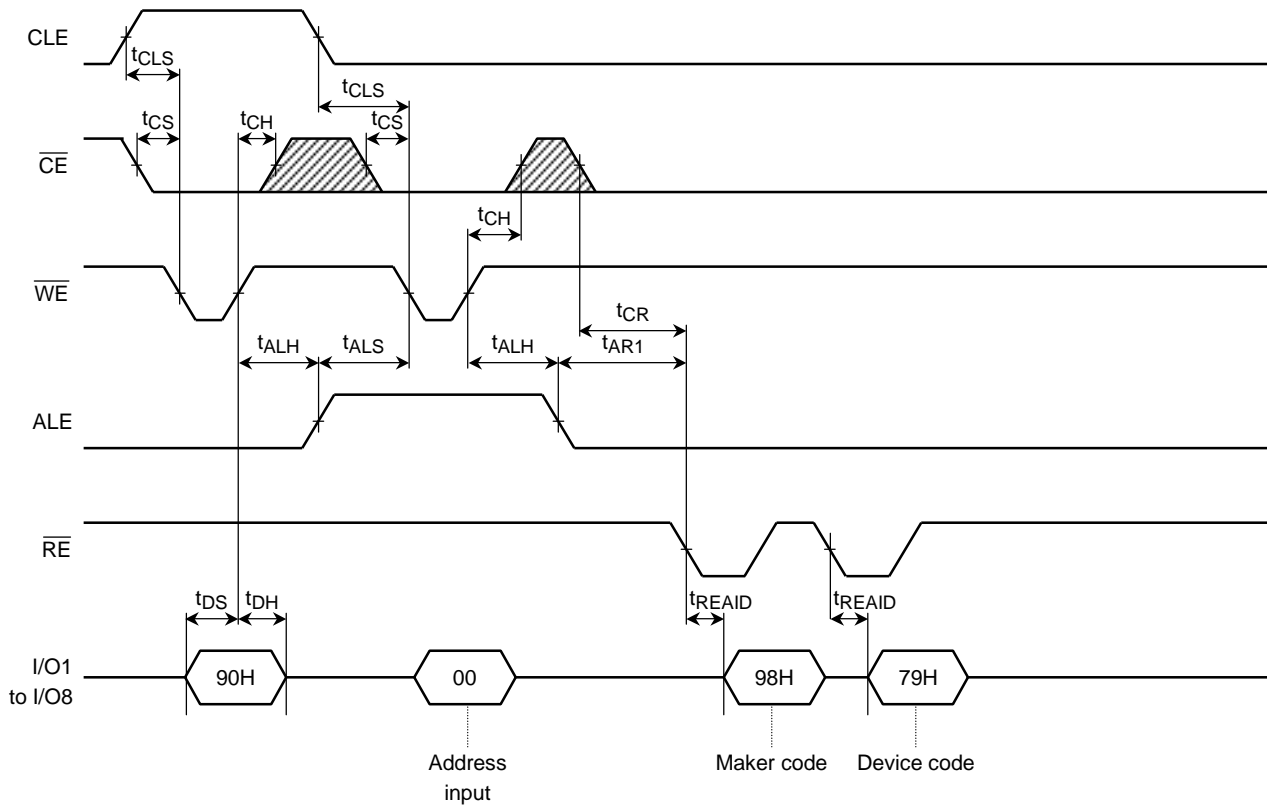 CLE
tCLS
tCLS
tCS
tCH
tCS
CE
tCH
WE
tCR
tALH
tALS
tALH
tAR1
ALE
RE
tDS
tDH
tREAID
tREAID
I/O1
to I/O8
90H
00
98H
79H
Address
input
Maker code
Device code